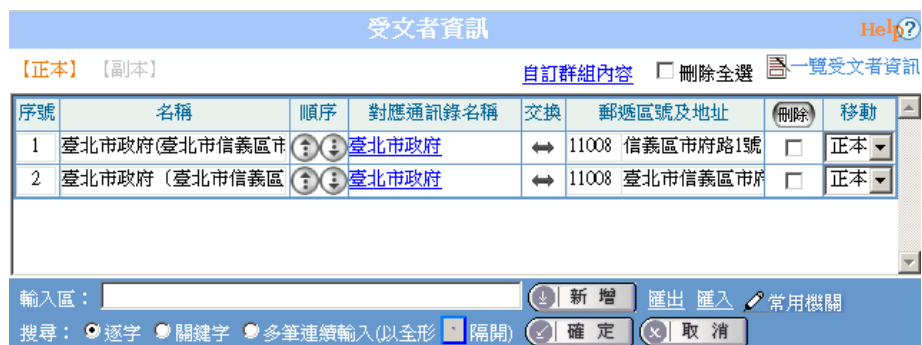 受文者資訊 Help?
【正本】 【副本】 自訂群組內容 刪除全選 一覽受文者資訊
序號 名稱 順序 對應通訊錄名稱 交換 郵遞區號及地址 刪除 移動
1 臺北市政府(臺北市信義區市 臺北市政府 11008 信義區市府路1號 正本
2 臺北市政府〔臺北市信義區 臺北市政府 11008 臺北市信義區市府 正本
輸入區： 新增 匯出 匯入 常用機關
搜尋： 逐字 關鍵字 多筆連續輸入(以全形 、 隔開) 確定 取消